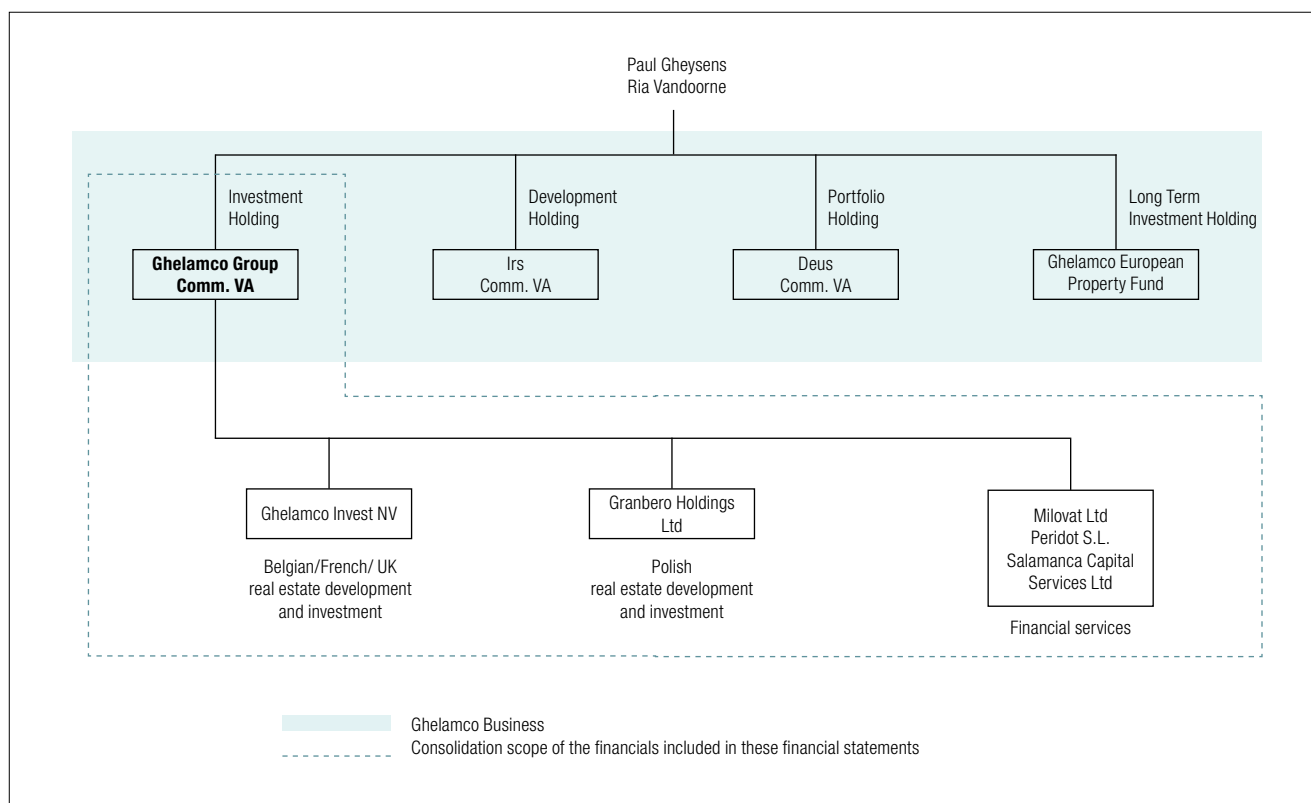 Paul Gheysens
Ria Vandoorne
Investment
Holding
Development
Holding
Portfolio
Holding
Long Term
Investment Holding
Ghelamco Group
Comm. VA
Irs
Comm. VA
Deus
Comm. VA
Ghelamco European
Property Fund
Ghelamco Invest NV
Belgian/French/ UK
real estate development
and investment
Granbero Holdings
Ltd
Polish
real estate development
and investment
Milovat Ltd
Peridot S.L.
Salamanca Capital
Services Ltd
Financial services
Ghelamco Business
Consolidation scope of the financials included in these financial statements